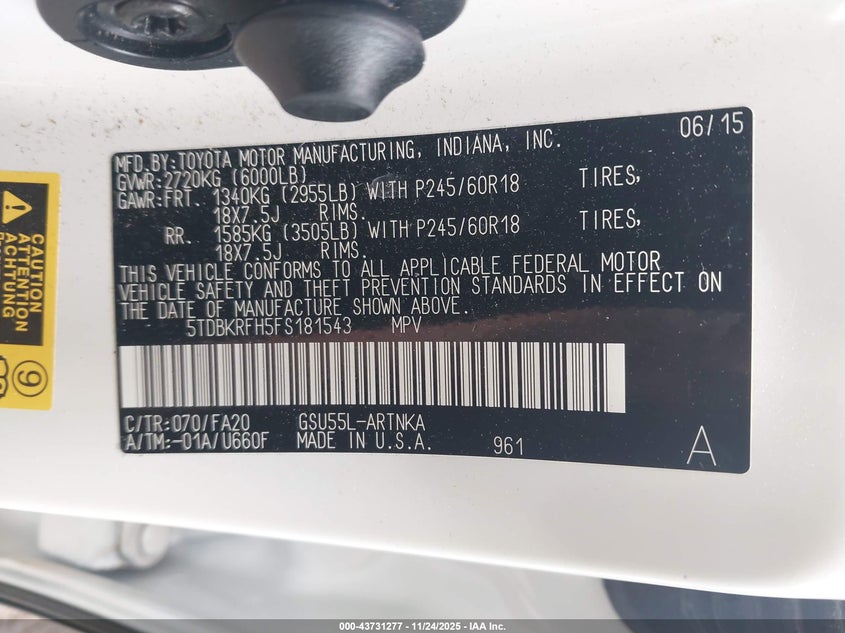 06/15
MFD.BY:TOYOTA MOTOR MANUFACTURING, INDIANA, INC.
GVWR:2720KG (6000LB)
GAWR:FRT. 1340KG (2955LB) WITH P245/60R18 TIRES,
18X7.5J RIMS.
RR. 1585KG (3505LB) WITH P245/60R18 TIRES,
18X7.5J RIMS.
THIS VEHICLE CONFORMS TO ALL APPLICABLE FEDERAL MOTOR
VEHICLE SAFETY AND THEFT PREVENTION STANDARDS IN EFFECT ON
THE DATE OF MANUFACTURE SHOWN ABOVE.
5TDBKRFH5FS181543 MPV
C/TR:070/FA20 GSU55L-ARTNKA
A/TM:-01A/U660F MADE IN U.S.A. 961 A
CAUTION
ATTENTION
ACHTUNG
9
000-43731277 - 11/24/2025 - IAA Inc.